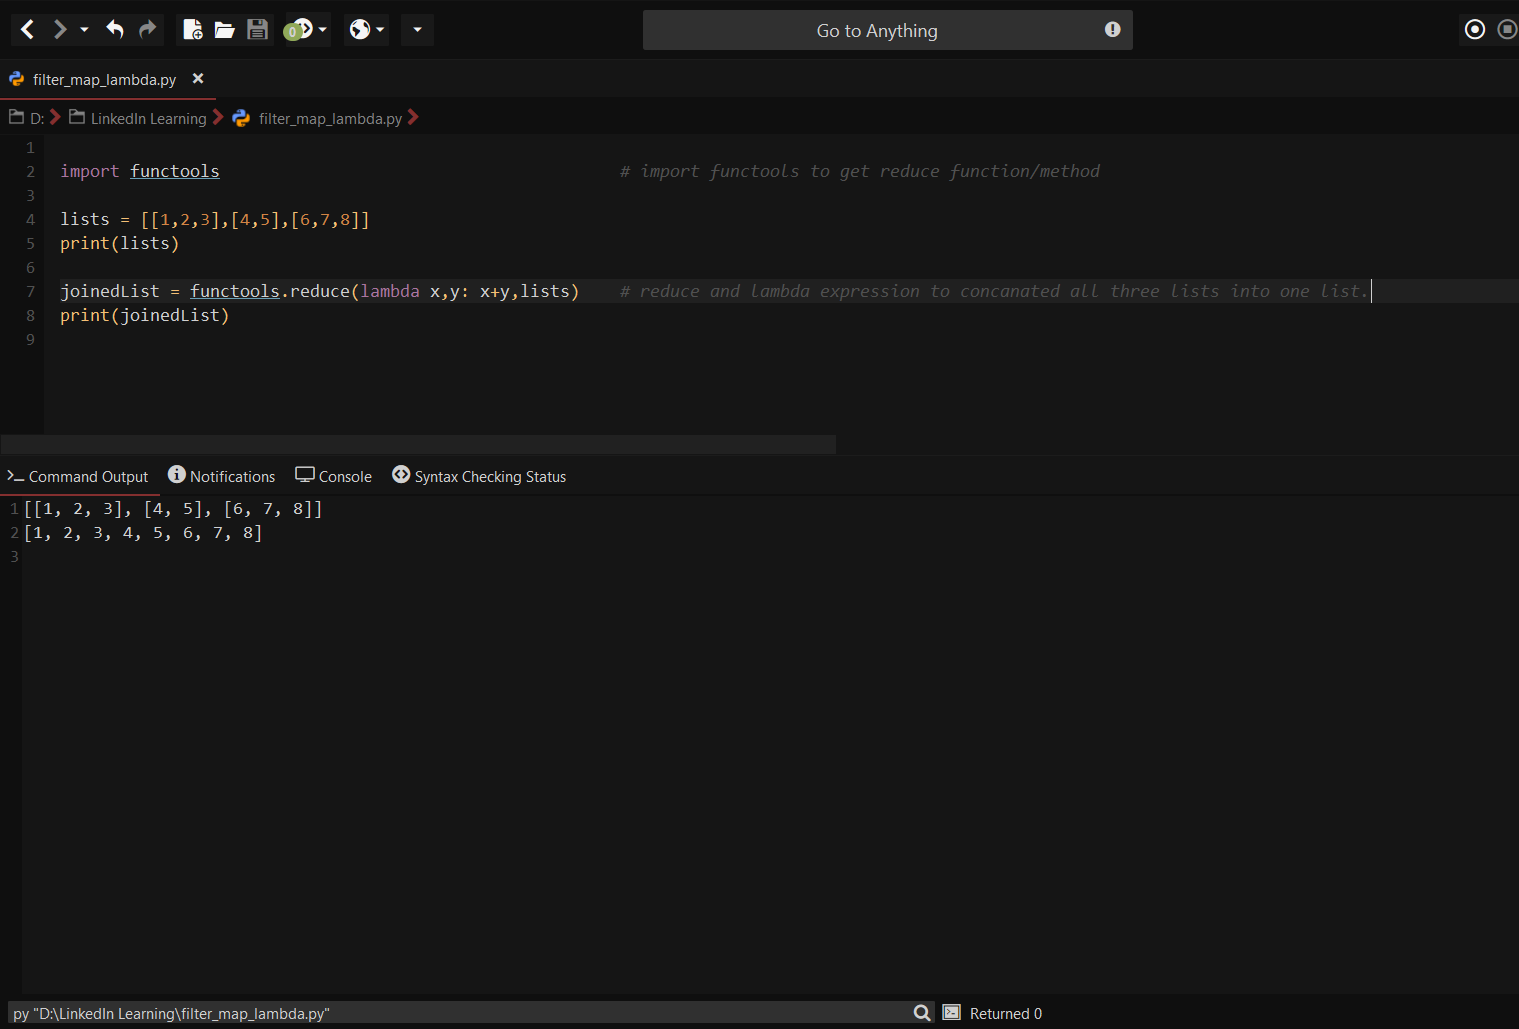 0
Go to Anything
filter_map_lambda.py
D: LinkedIn Learning filter_map_lambda.py
1
2 import functools # import functools to get reduce function/method
3
4 lists = [[1,2,3],[4,5],[6,7,8]]
5 print(lists)
6
7 joinedList = functools.reduce(lambda x,y: x+y,lists) # reduce and lambda expression to concanated all three lists into one list.
8 print(joinedList)
9
Command Output Notifications Console Syntax Checking Status
1 [[1, 2, 3], [4, 5], [6, 7, 8]]
2 [1, 2, 3, 4, 5, 6, 7, 8]
3
py "D:\LinkedIn Learning\filter_map_lambda.py" Returned 0